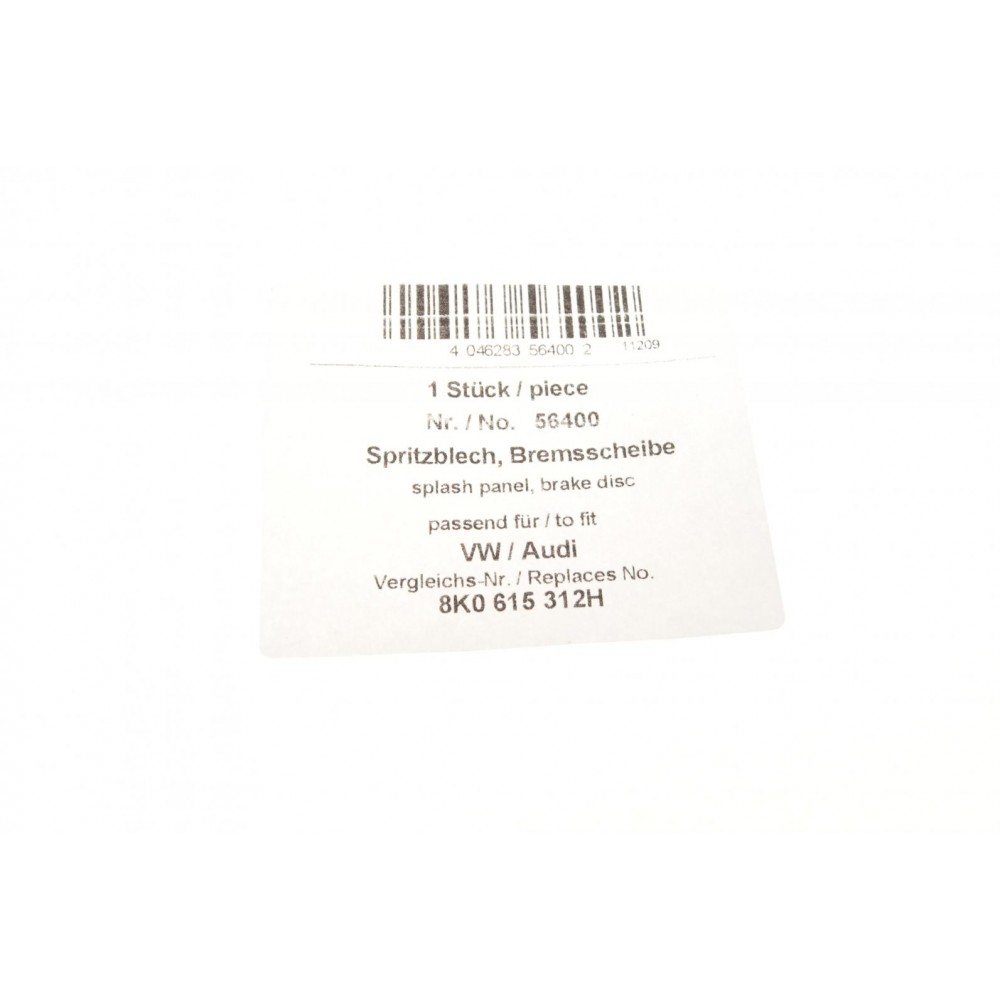 4 046283 56400 2 11209
1 Stück / piece
Nr. / No. 56400
Spritzblech, Bremsscheibe
splash panel, brake disc
passend für / to fit
VW / Audi
Vergleichs-Nr. / Replaces No.
8K0 615 312H